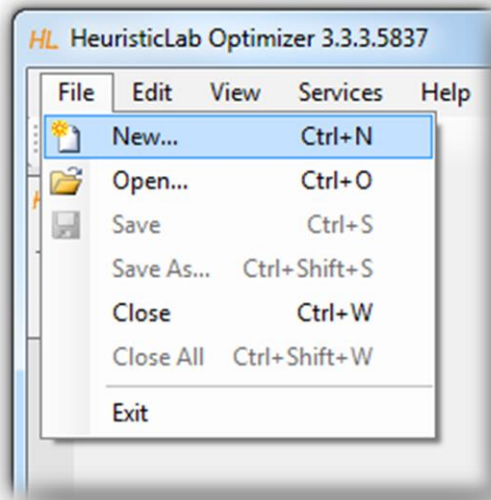 HL HeuristicLab Optimizer 3.3.3.5837
File Edit View Services Help
New... Ctrl+N
Open... Ctrl+O
Save Ctrl+S
Save As... Ctrl+Shift+S
Close Ctrl+W
Close All Ctrl+Shift+W
Exit